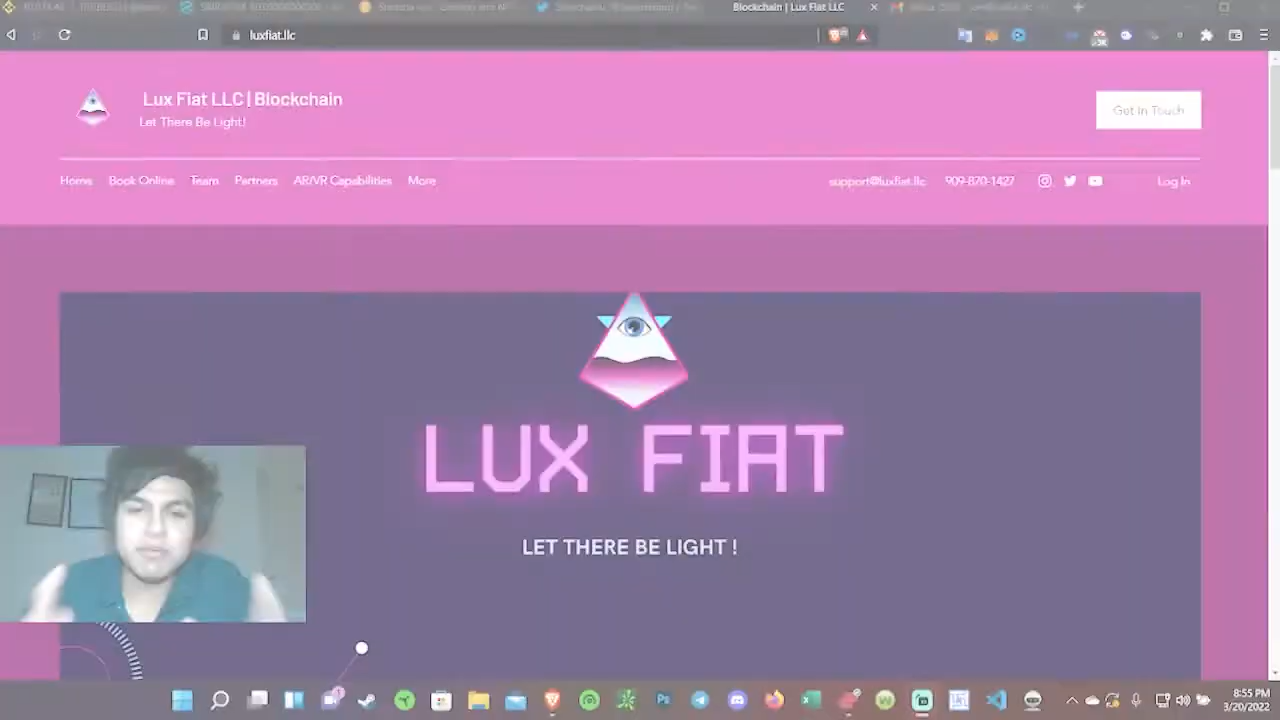 Blockchain | Lux Fiat LLC
luxfiat.llc
Lux Fiat LLC | Blockchain
Let There Be Light!
Get In Touch
Home Book Online Team Partners AR/VR Capabilities More
support@luxfiat.llc 909-870-1427 Log In
LUX FIAT
LET THERE BE LIGHT !
8:55 PM
3/20/2022